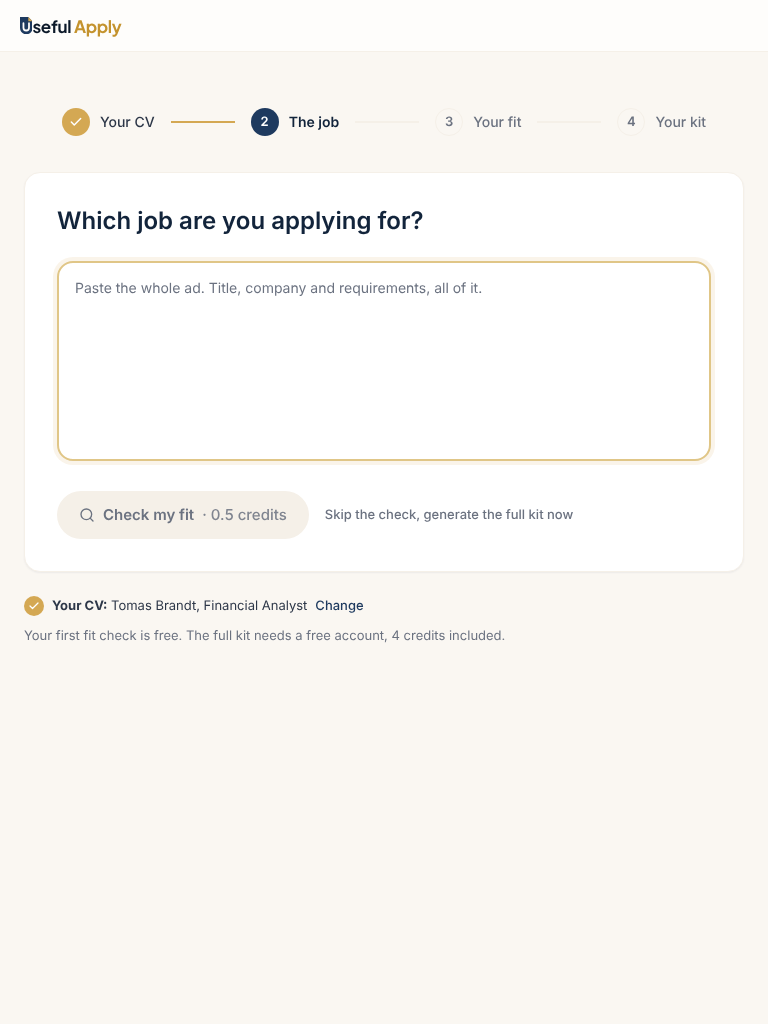 Useful Apply
Your CV
2 The job
3 Your fit
4 Your kit
Which job are you applying for?
Paste the whole ad. Title, company and requirements, all of it.
Check my fit · 0.5 credits
Skip the check, generate the full kit now
Your CV: Tomas Brandt, Financial Analyst Change
Your first fit check is free. The full kit needs a free account, 4 credits included.